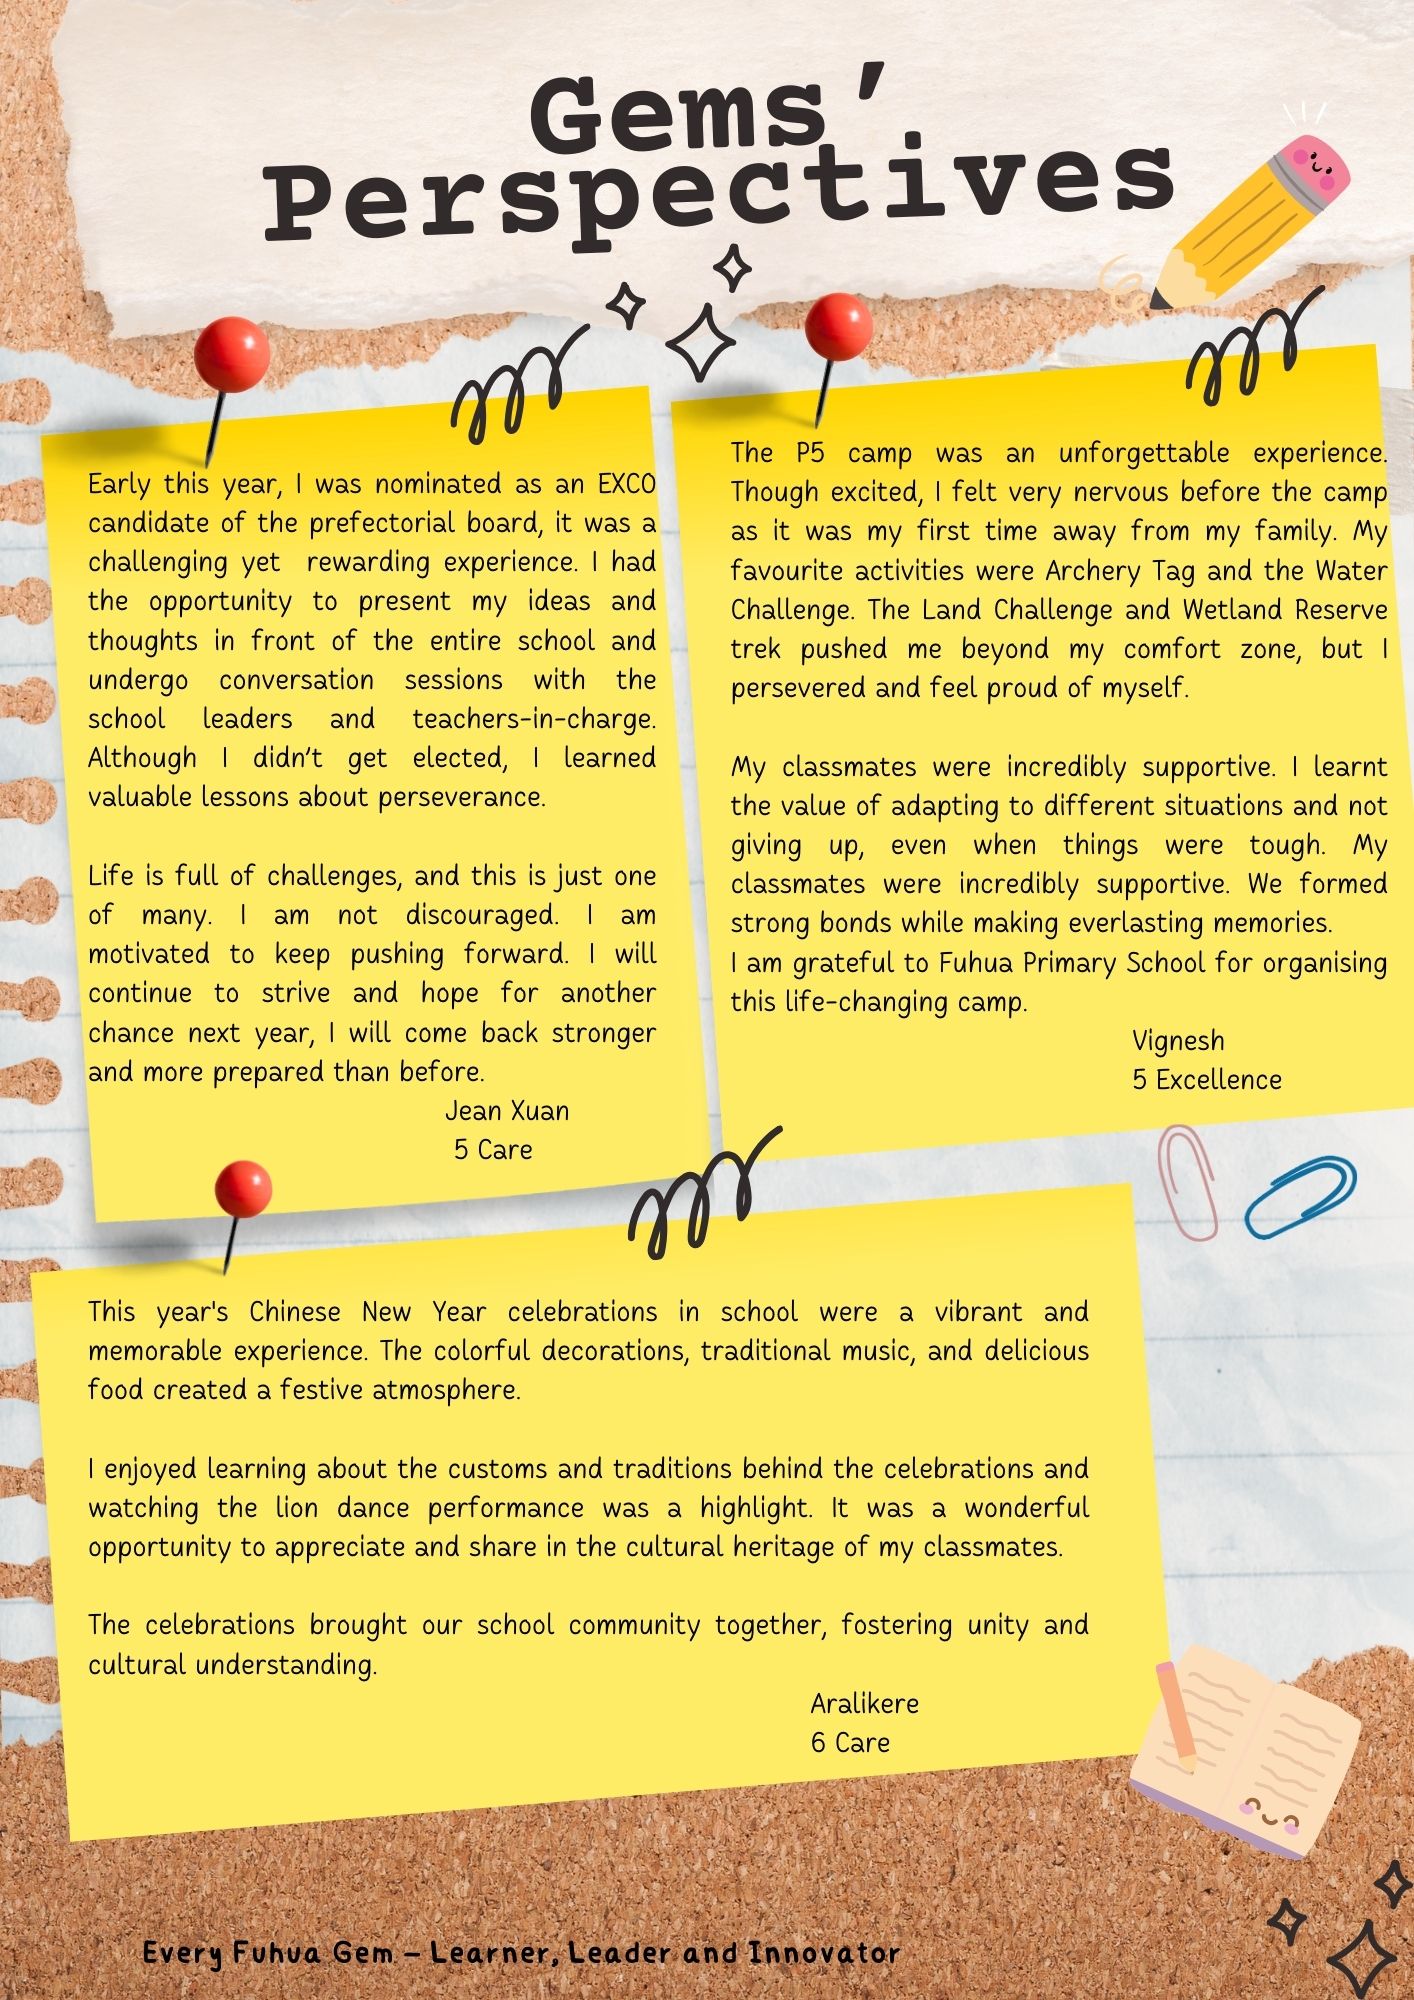 Gems’
Perspectives
Early this year, I was nominated as an EXCO
candidate of the prefectorial board, it was a
challenging yet rewarding experience. I had
the opportunity to present my ideas and
thoughts in front of the entire school and
undergo conversation sessions with the
school leaders and teachers-in-charge.
Although I didn’t get elected, I learned
valuable lessons about perseverance.
Life is full of challenges, and this is just one
of many. I am not discouraged. I am
motivated to keep pushing forward. I will
continue to strive and hope for another
chance next year, I will come back stronger
and more prepared than before.
Jean Xuan
5 Care
The P5 camp was an unforgettable experience.
Though excited, I felt very nervous before the camp
as it was my first time away from my family. My
favourite activities were Archery Tag and the Water
Challenge. The Land Challenge and Wetland Reserve
trek pushed me beyond my comfort zone, but I
persevered and feel proud of myself.
My classmates were incredibly supportive. I learnt
the value of adapting to different situations and not
giving up, even when things were tough. My
classmates were incredibly supportive. We formed
strong bonds while making everlasting memories.
I am grateful to Fuhua Primary School for organising
this life-changing camp.
Vignesh
5 Excellence
This year's Chinese New Year celebrations in school were a vibrant and
memorable experience. The colorful decorations, traditional music, and delicious
food created a festive atmosphere.
I enjoyed learning about the customs and traditions behind the celebrations and
watching the lion dance performance was a highlight. It was a wonderful
opportunity to appreciate and share in the cultural heritage of my classmates.
The celebrations brought our school community together, fostering unity and
cultural understanding.
Aralikere
6 Care
Every Fuhua Gem – Learner, Leader and Innovator